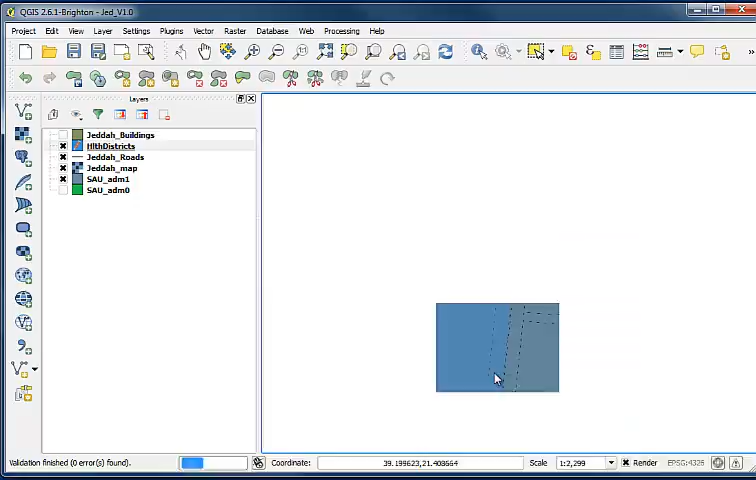 QGIS 2.6.1-Brighton - Jed_V1.0
Project Edit View Layer Settings Plugins Vector Raster Database Web Processing Help
Layers
Jeddah_Buildings
HlthDistricts
Jeddah_Roads
Jeddah_map
SAU_adm1
SAU_adm0
Validation finished (0 error(s) found).
Coordinate: 39.199623,21.408664 Scale 1:2,299 Render EPSG:4326